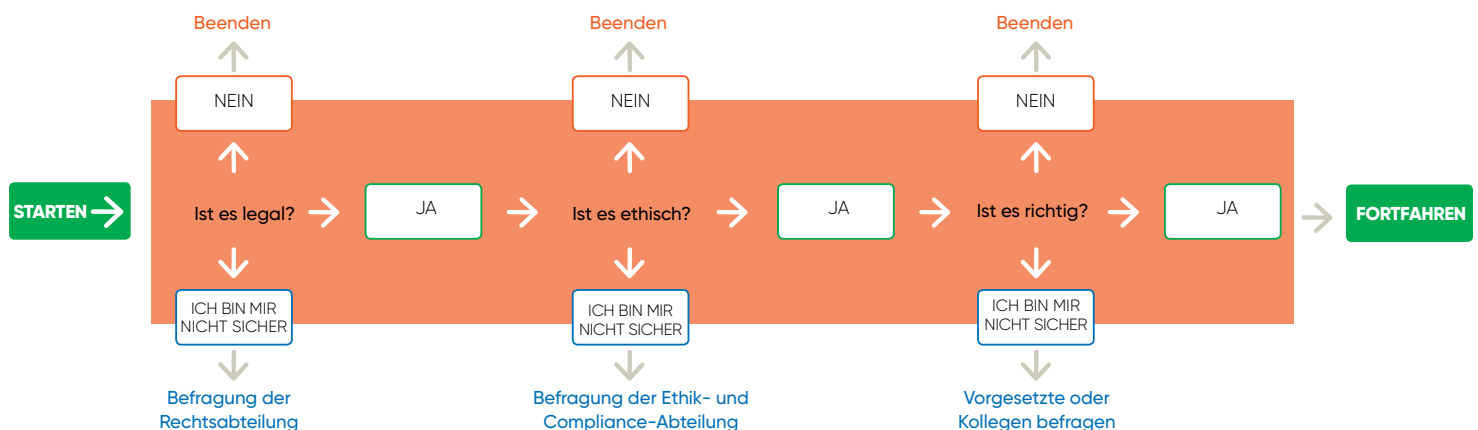 Beenden
Beenden
Beenden
NEIN
NEIN
NEIN
STARTEN
Ist es legal?
JA
Ist es ethisch?
JA
Ist es richtig?
JA
FORTFAHREN
ICH BIN MIR
NICHT SICHER
ICH BIN MIR
NICHT SICHER
ICH BIN MIR
NICHT SICHER
Befragung der
Rechtsabteilung
Befragung der Ethik- und
Compliance-Abteilung
Vorgesetzte oder
Kollegen befragen